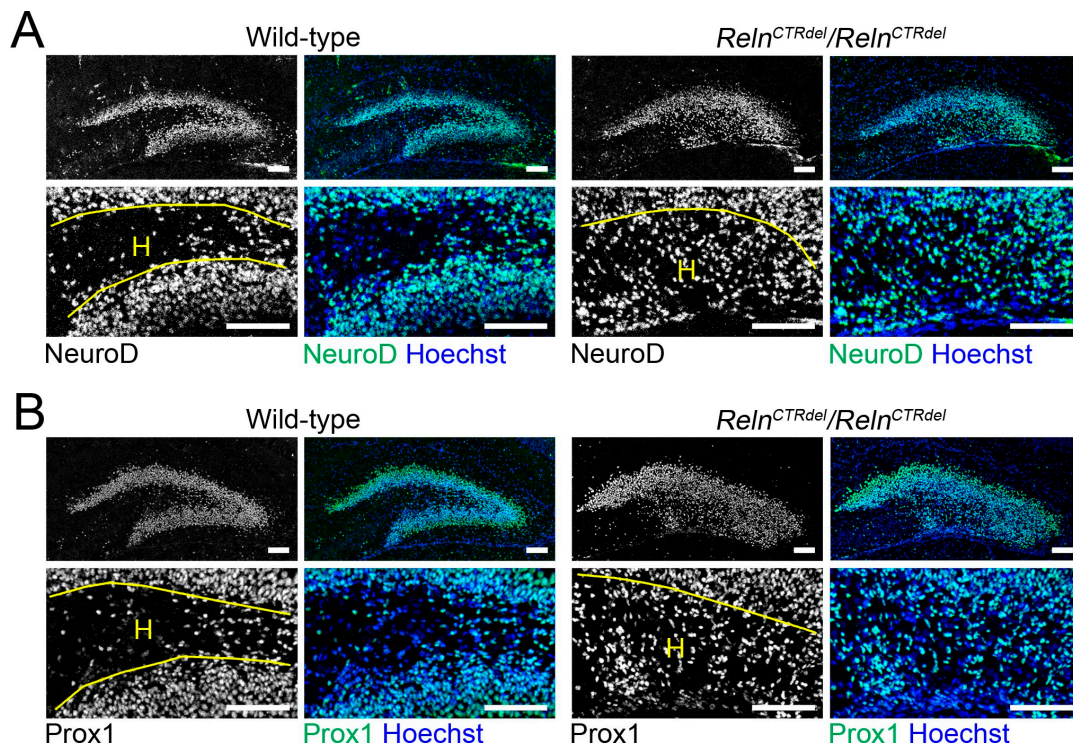 A
Wild-type
Reln^CTRdel/Reln^CTRdel
H
H
NeuroD
NeuroD Hoechst
NeuroD
NeuroD Hoechst
B
Wild-type
Reln^CTRdel/Reln^CTRdel
H
H
Prox1
Prox1 Hoechst
Prox1
Prox1 Hoechst